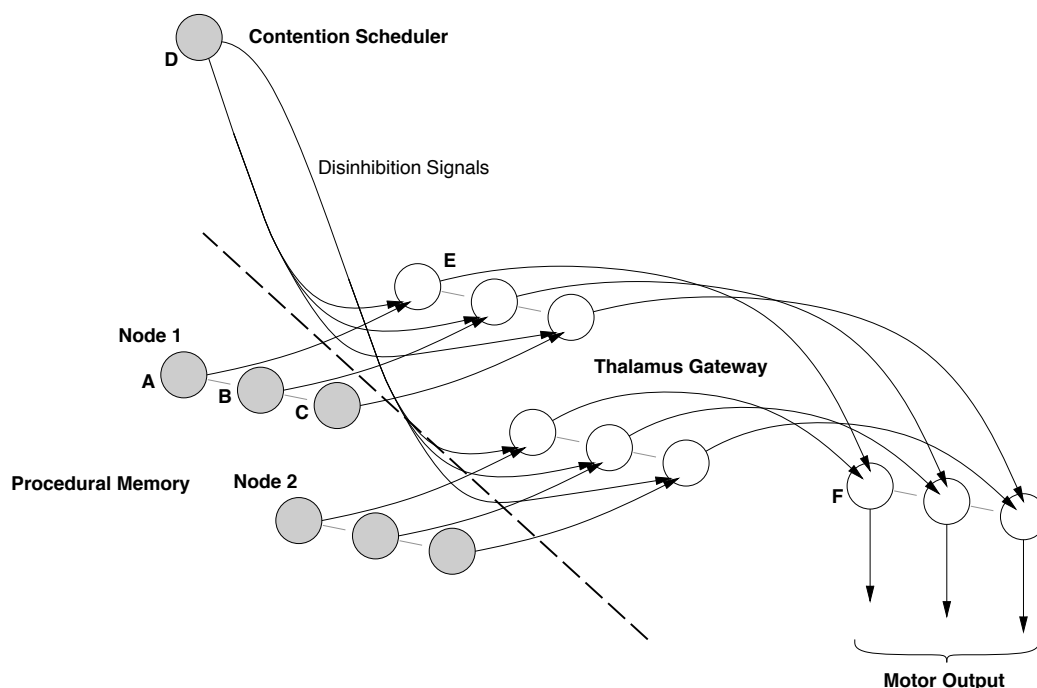 Contention Scheduler
D
Disinhibition Signals
E
Node 1
A
B
C
Thalamus Gateway
Procedural Memory
Node 2
F
Motor Output